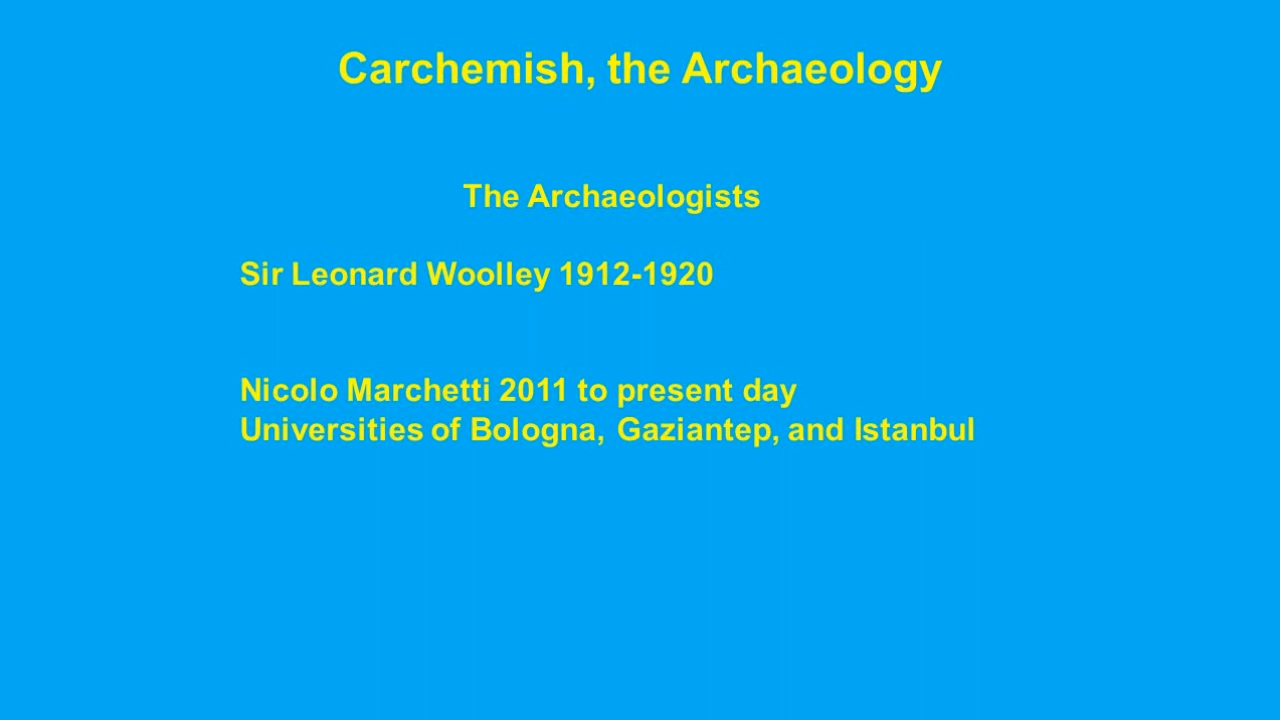 Carchemish, the Archaeology
The Archaeologists
Sir Leonard Woolley 1912-1920
Nicolo Marchetti 2011 to present day
Universities of Bologna, Gaziantep, and Istanbul